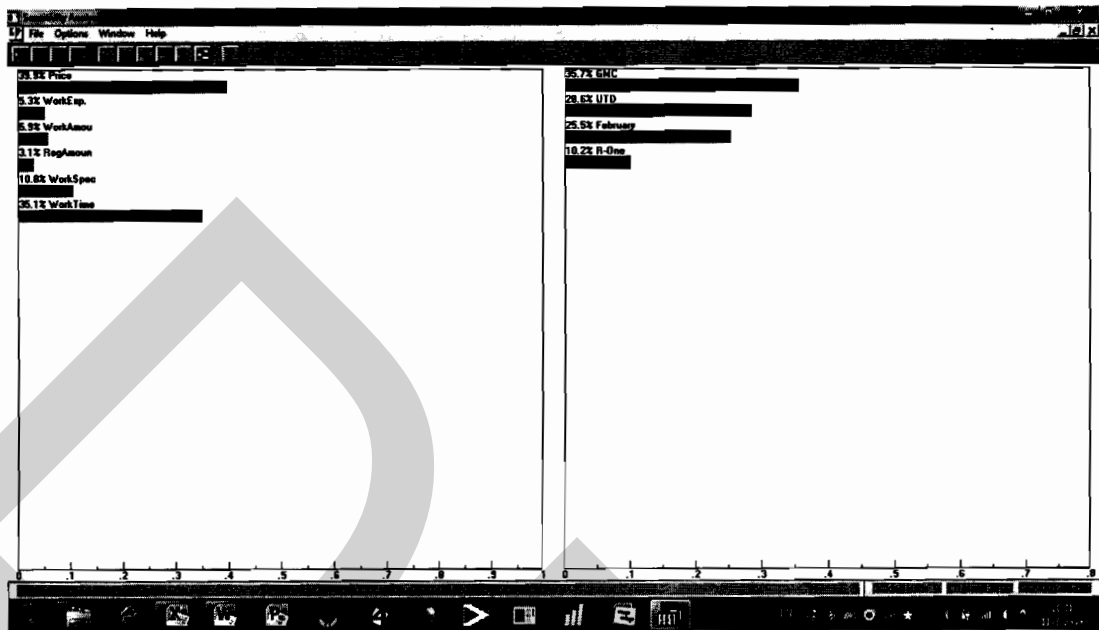 File Options Window Help
39.8% Price
5.3% WorkExp.
5.9% WorkAmou
3.1% RegAmoun
10.8% WorkSpec
35.1% WorkTime
0 .1 .2 .3 .4 .5 .6 .7 .8 .9 1
35.7% GMC
28.6% UTD
25.5% February
10.2% R-One
0 .1 .2 .3 .4 .5 .6 .7 .8